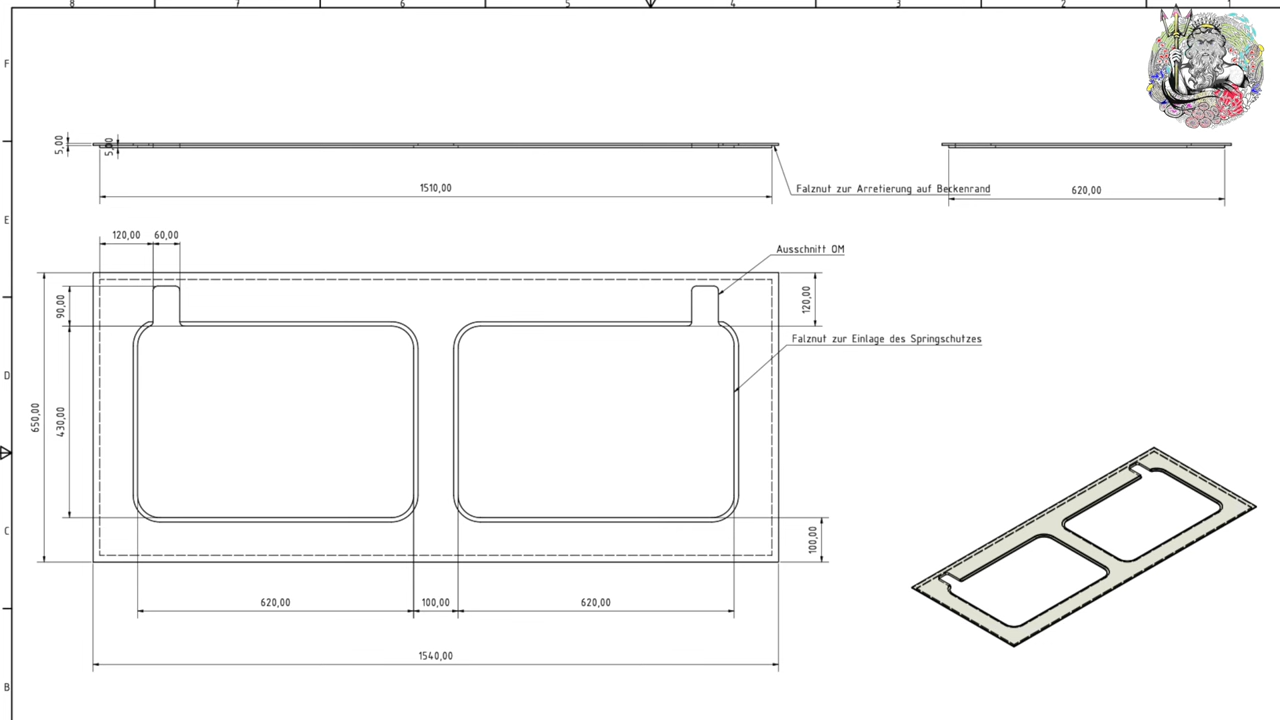 8 7 6 5 4 3 2 1
F
5,00
5,00
1510,00
Falznut zur Arretierung auf Beckenrand
620,00
E
120,00 60,00
Ausschnitt OM
90,00
120,00
Falznut zur Einlage des Springschutzes
D
650,00
430,00
C
100,00
620,00 100,00 620,00
1540,00
B